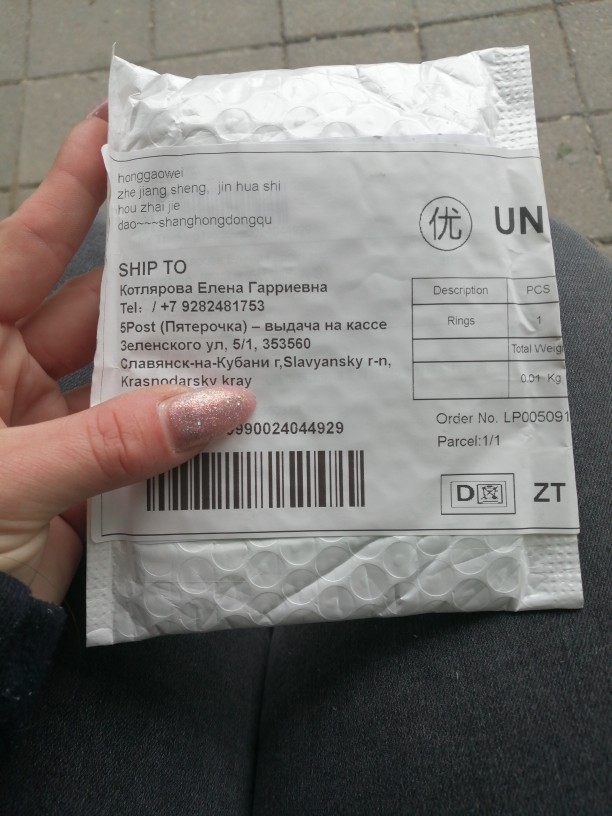 honggaowei
zhe jiang sheng, jin hua shi
hou zhai jie
dao~~~shanghongdongqu
优 UN
SHIP TO
Котлярова Елена Гарриевна
Tel: / +7 9282481753
5Post (Пятерочка) – выдача на кассе
Зеленского ул, 5/1, 353560
Славянск-на-Кубани г,Slavyansky r-n,
Krasnodarsky kray
Description PCS
Rings 1
Total Weig
0.01 Kg
Order No. LP005091
Parcel:1/1
990024044929
D ZT